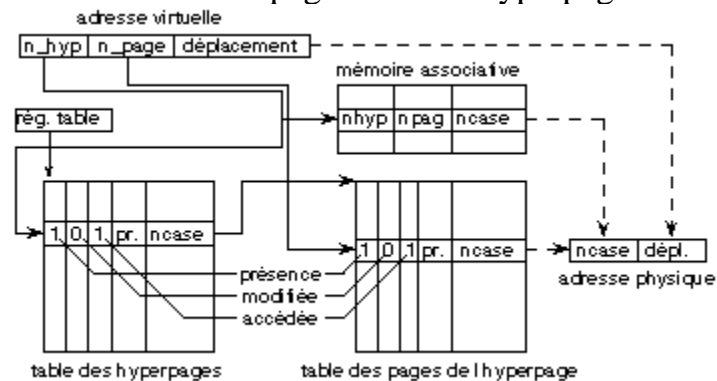 adresse virtuelle
n_hyp n_page déplacement
mémoire associative
rég. table
nhyp npag ncase
1 0 1 pr. ncase
1 0 1 pr. ncase
ncase dépl.
présence
modifiée
accédée
adresse physique
table des hyperpages
table des pages de l hyperpage